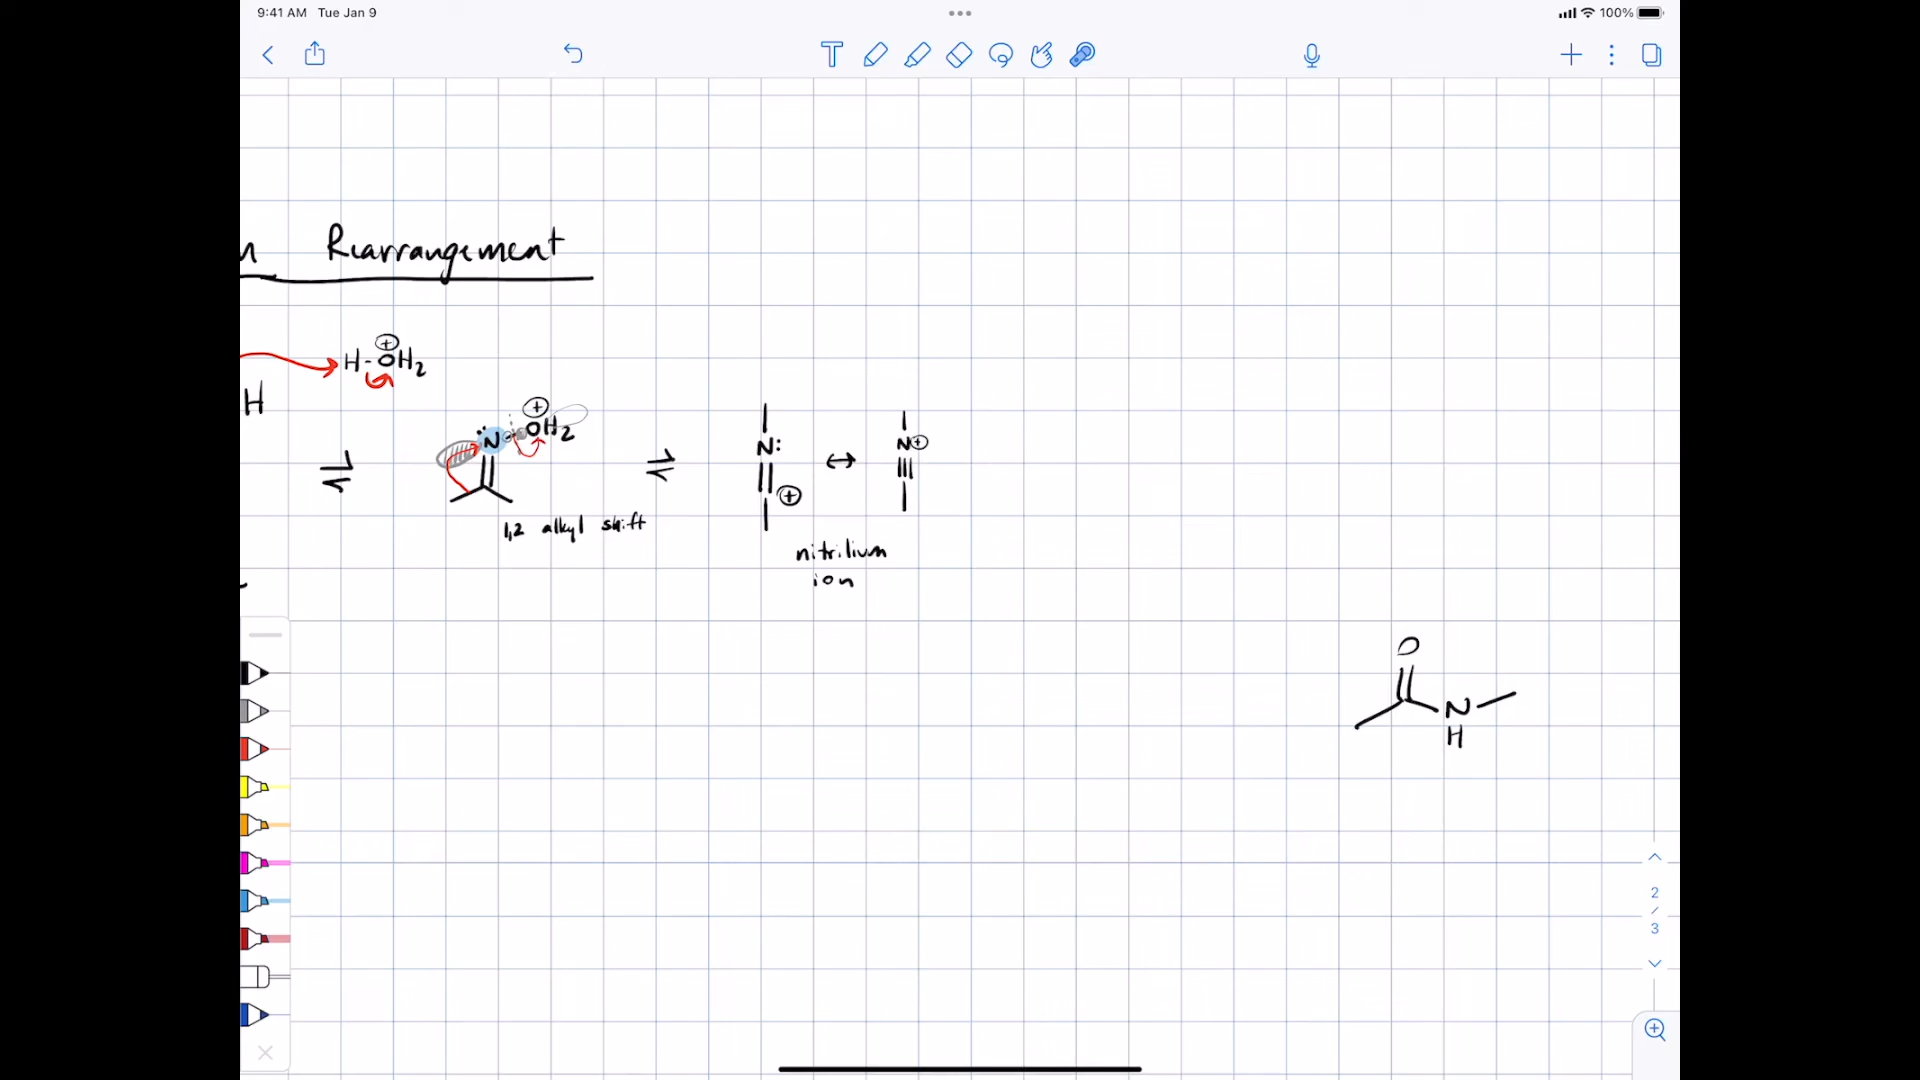 9:41 AM Tue Jan 9
100%
n Rearrangement
H-OH2
+
H
N-OH2
+
1,2 alkyl shift
N:
+
N+
nitrilium
ion
O
N
H
2
/
3